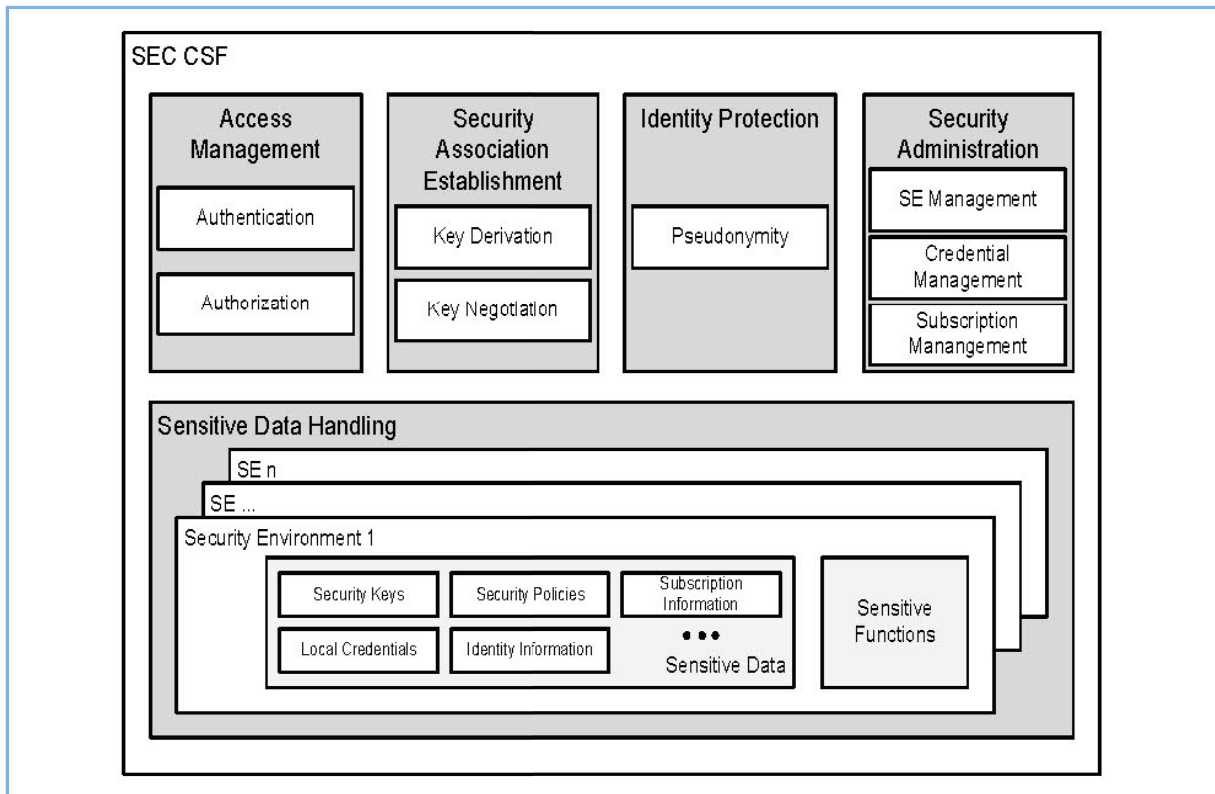 SEC CSF
Access
Management
Authentication
Authorization
Security
Association
Establishment
Key Derivation
Key Negotiation
Identity Protection
Pseudonymity
Security
Administration
SE Management
Credential
Management
Subscription
Manangement
Sensitive Data Handling
SE n
SE ...
Security Environment 1
Security Keys
Security Policies
Subscription
Information
Local Credentials
Identity Information
•••
Sensitive Data
Sensitive
Functions